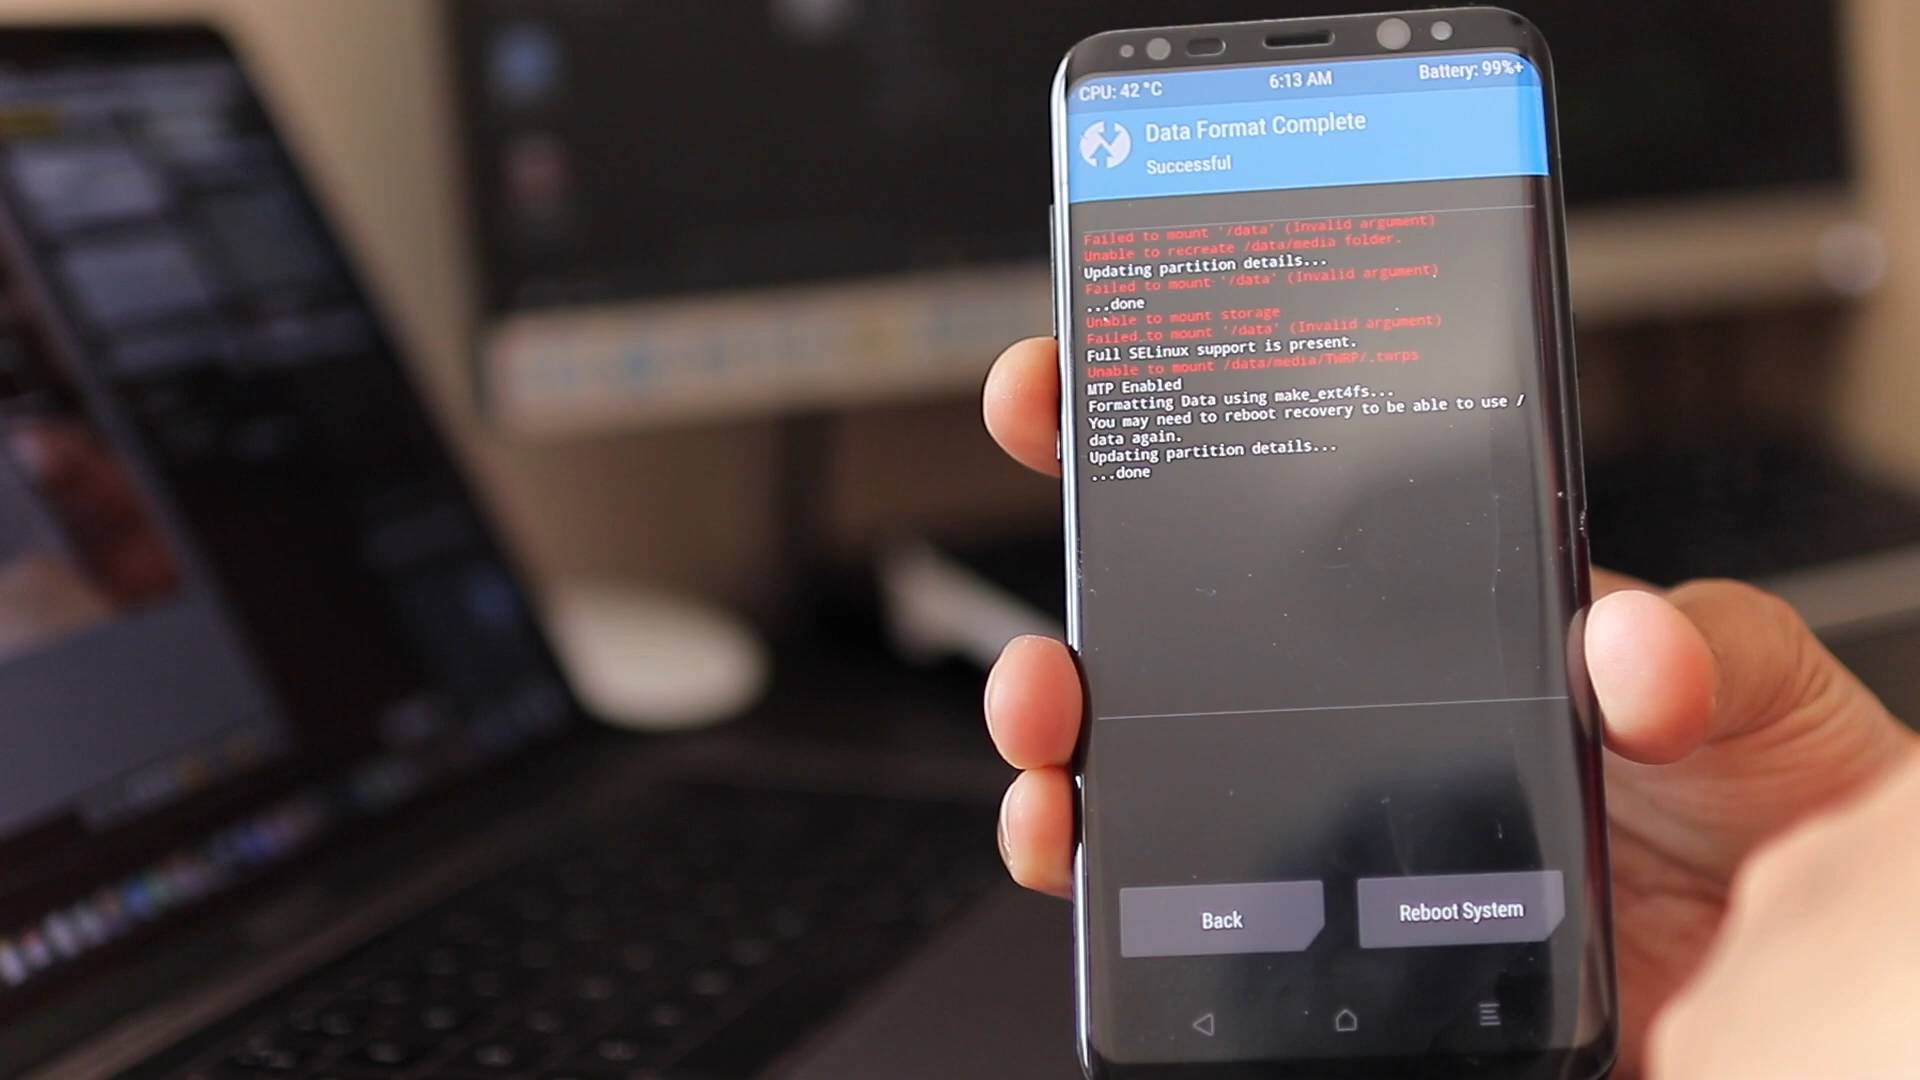 CPU: 42 °C 6:13 AM Battery: 99%+
Data Format Complete
Successful
Failed to mount '/data' (Invalid argument)
Unable to recreate /data/media folder.
Updating partition details...
Failed to mount '/data' (Invalid argument)
...done
Unable to mount storage
Failed to mount '/data' (Invalid argument)
Full SELinux support is present.
Unable to mount /data/media/TWRP/.twrps
MTP Enabled
Formatting Data using make_ext4fs...
You may need to reboot recovery to be able to use /
data again.
Updating partition details...
...done
Back Reboot System